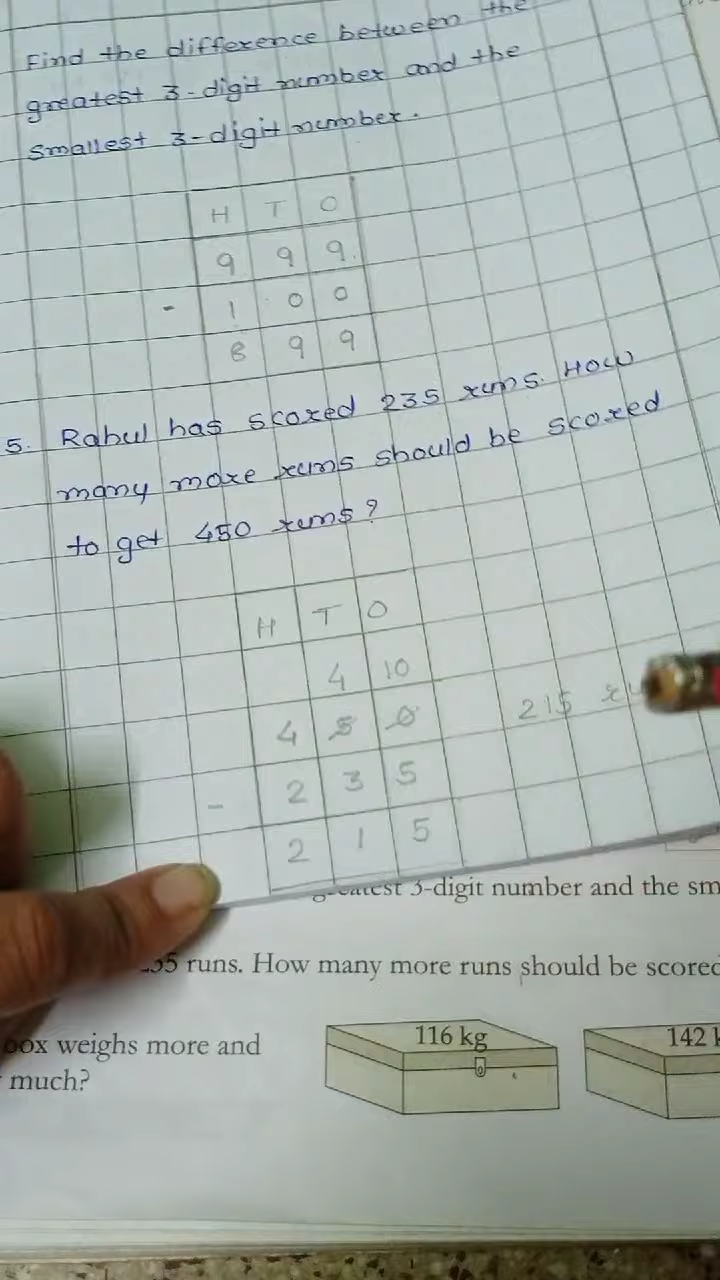 Find the difference between the
greatest 3-digit number and the
smallest 3-digit number.
H T O
9 9 9.
- 1 0 0
8 9 9
5. Rahul has scored 235 runs. How
many more runs should be scored
to get 450 runs?
H T O
4 10
4 5 0
215
- 2 3 5
2 1 5
3-digit number and the
runs. How many more runs should be scored
box weighs more and
116 kg
142
much?